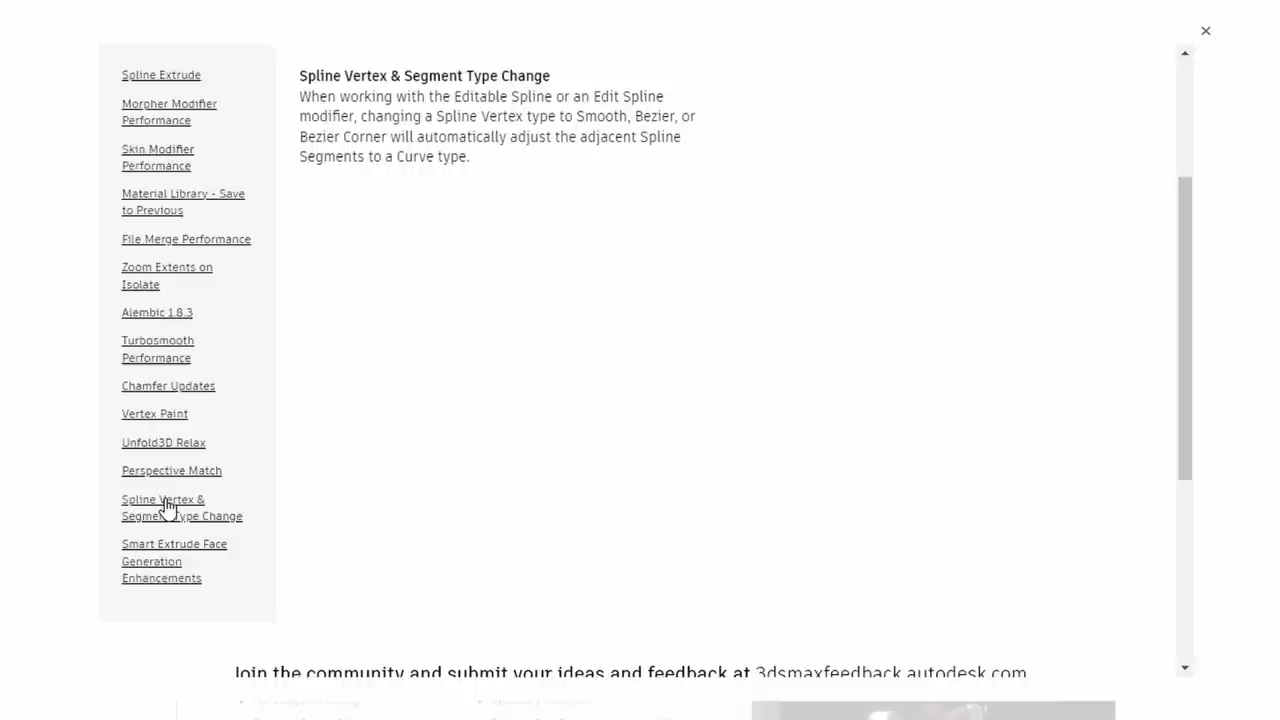 Spline Extrude
Morpher Modifier
Performance
Skin Modifier
Performance
Material Library - Save
to Previous
File Merge Performance
Zoom Extents on
Isolate
Alembic 1.8.3
Turbosmooth
Performance
Chamfer Updates
Vertex Paint
Unfold3D Relax
Perspective Match
Spline Vertex &
Segment Type Change
Smart Extrude Face
Generation
Enhancements
Spline Vertex & Segment Type Change
When working with the Editable Spline or an Edit Spline
modifier, changing a Spline Vertex type to Smooth, Bezier, or
Bezier Corner will automatically adjust the adjacent Spline
Segments to a Curve type.
Join the community and submit your ideas and feedback at 3dsmaxfeedback.autodesk.com